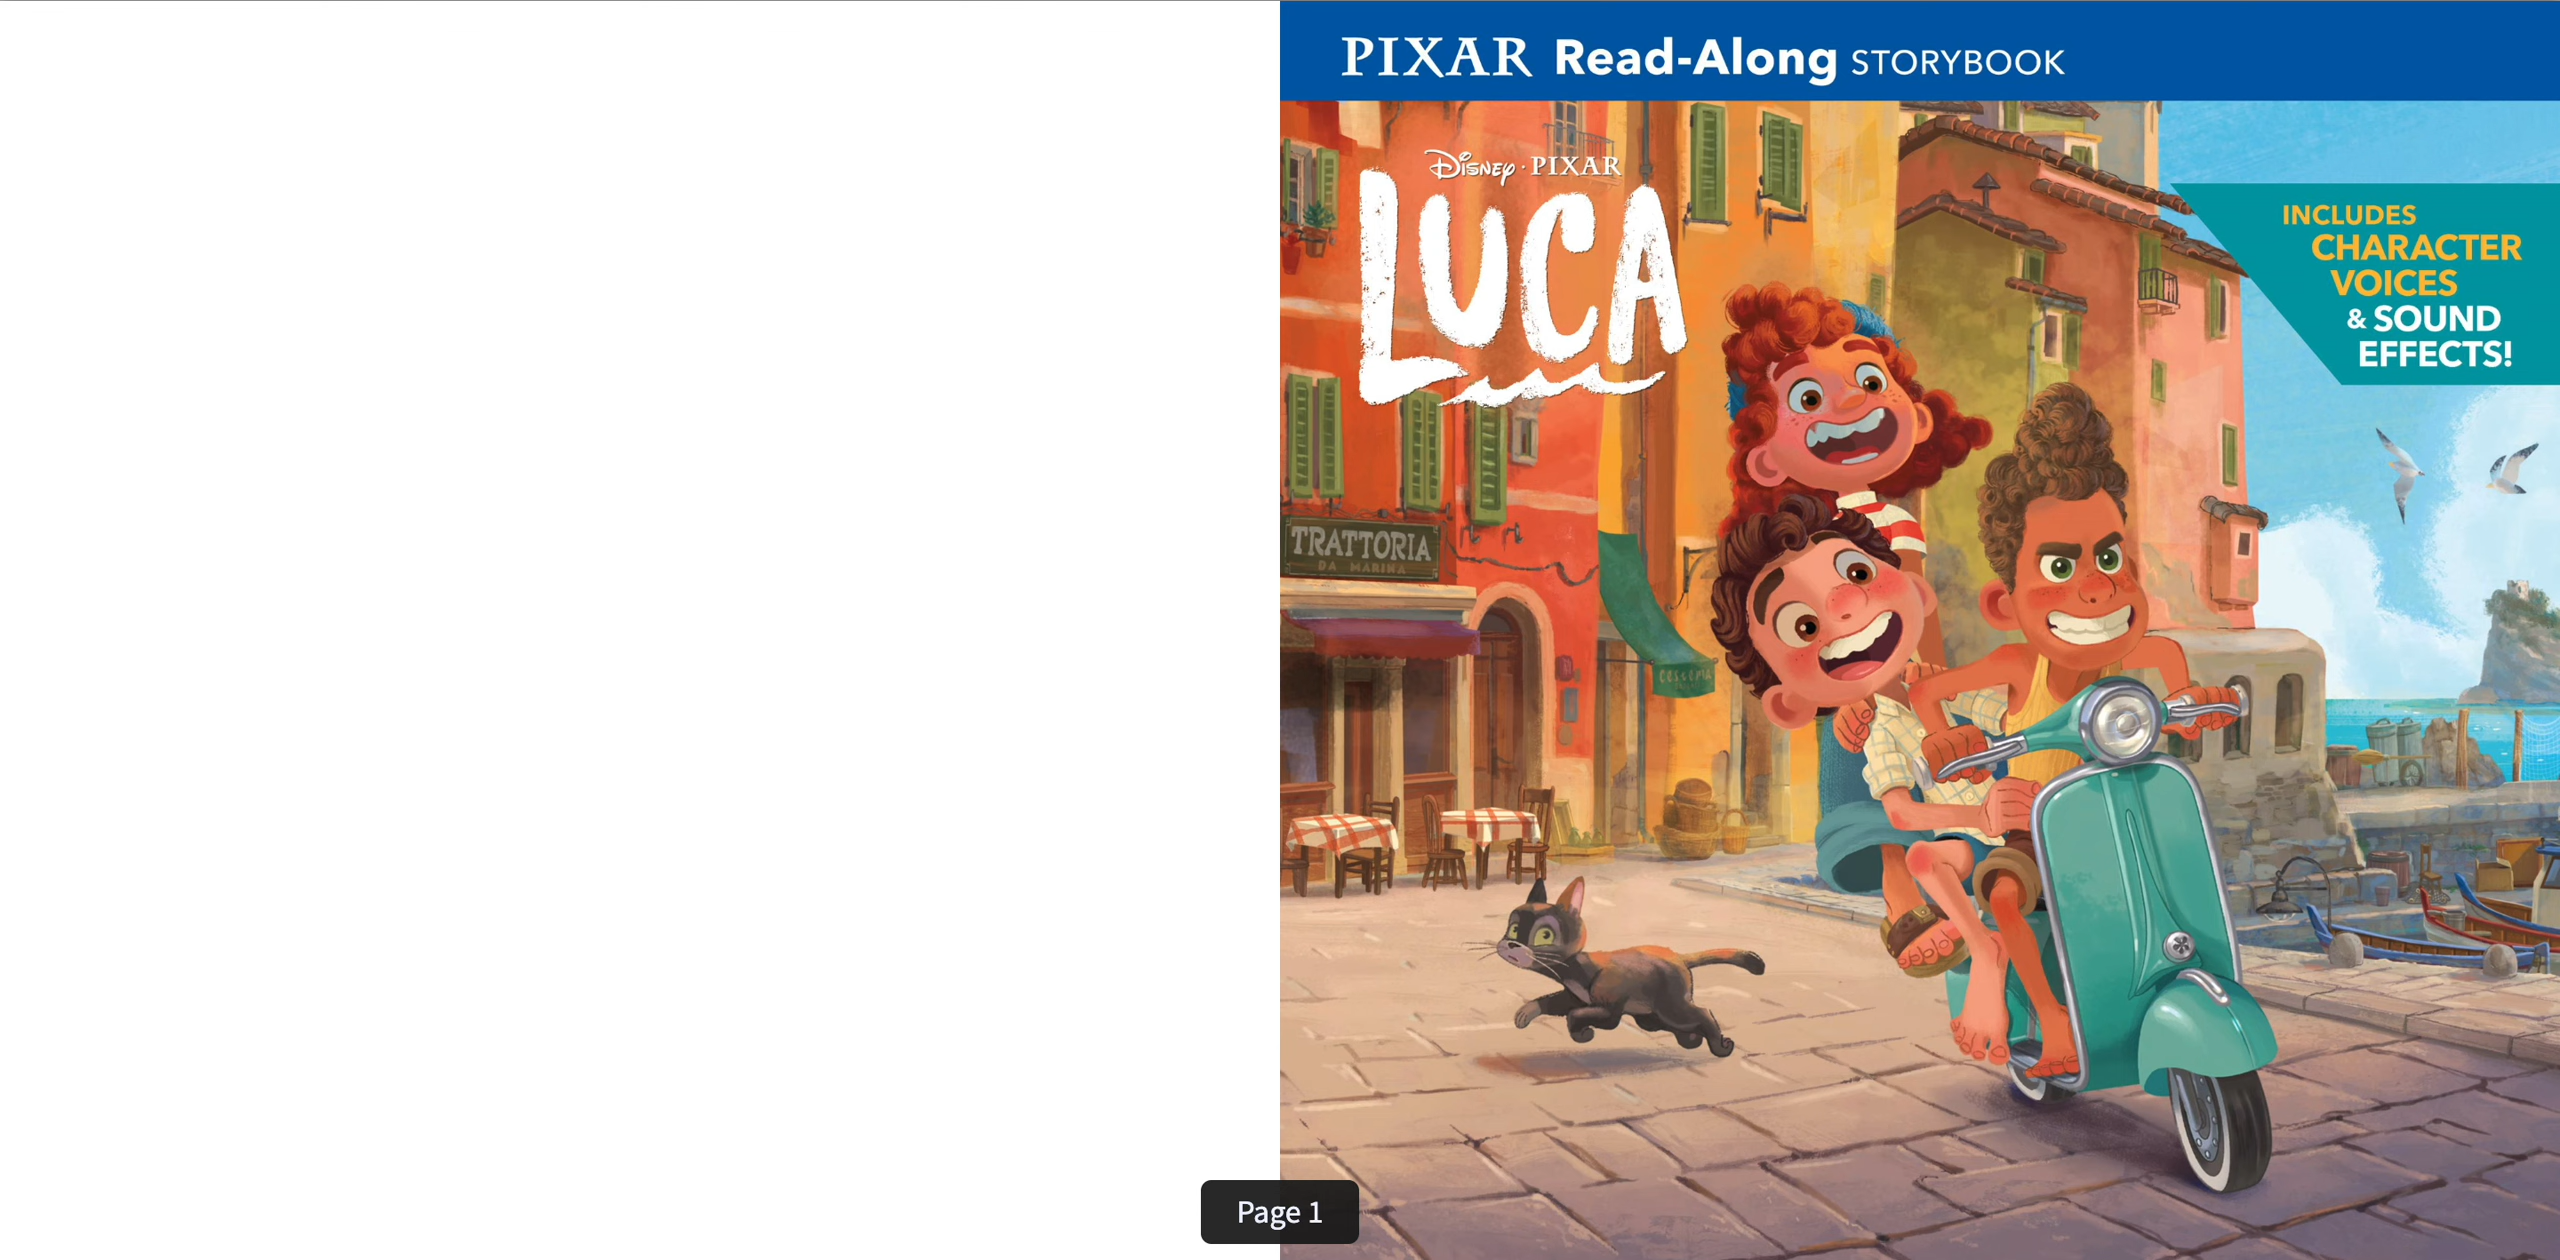 PIXAR Read-Along STORYBOOK
Disney · PIXAR
LUCA
INCLUDES
CHARACTER
VOICES
& SOUND
EFFECTS!
TRATTORIA
DA MARINA
Page 1